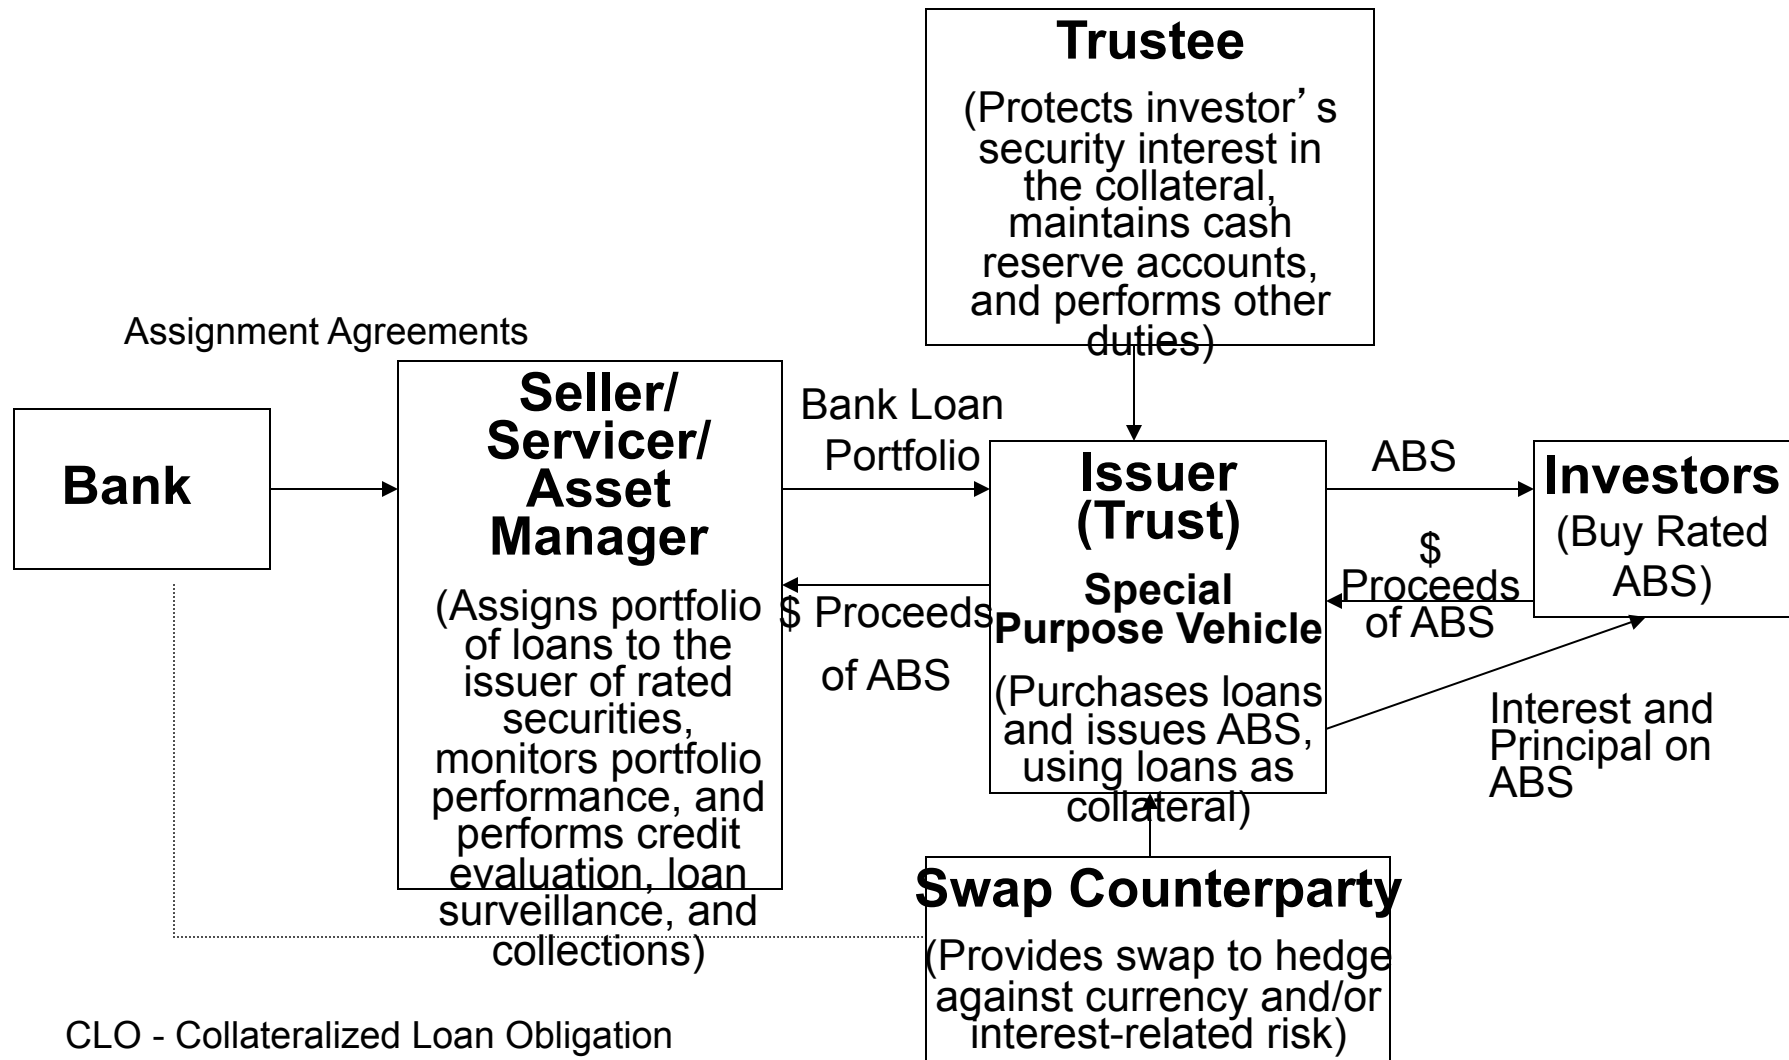 Trustee
(Protects investor’s
security interest in
the collateral,
maintains cash
reserve accounts,
and performs other
duties)
Assignment Agreements
Bank
Seller/
Servicer/
Asset
Manager
(Assigns portfolio
of loans to the
issuer of rated
securities,
monitors portfolio
performance, and
performs credit
evaluation, loan
surveillance, and
collections)
Bank Loan
Portfolio
$ Proceeds
of ABS
Issuer
(Trust)
Special
Purpose Vehicle
(Purchases loans
and issues ABS,
using loans as
collateral)
ABS
$
Proceeds
of ABS
Investors
(Buy Rated
ABS)
Interest and
Principal on
ABS
Swap Counterparty
(Provides swap to hedge
against currency and/or
interest-related risk)
CLO - Collateralized Loan Obligation